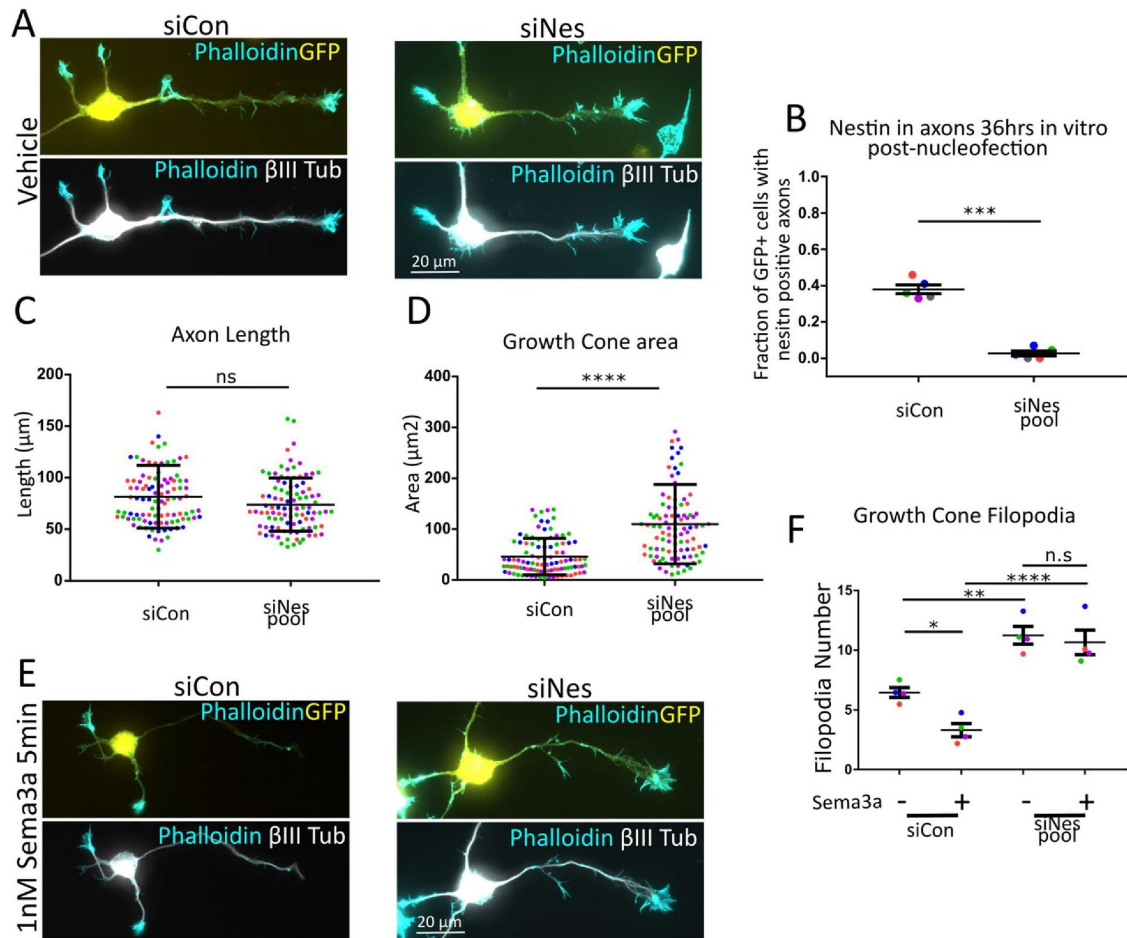 A
siCon
siNes
Vehicle
PhalloidinGFP
PhalloidinGFP
Phalloidin βIII Tub
Phalloidin βIII Tub
20 µm
B
Nestin in axons 36hrs in vitro
post-nucleofection
Fraction of GFP+ cells with
nesitn positive axons
1.0
0.8
0.6
0.4
0.2
0.0
***
siCon
siNes
pool
C
Axon Length
Length (µm)
200
150
100
50
0
ns
siCon
siNes
pool
D
Growth Cone area
Area (µm2)
400
300
200
100
0
****
siCon
siNes
pool
E
siCon
siNes
1nM Sema3a 5min
PhalloidinGFP
PhalloidinGFP
Phalloidin βIII Tub
Phalloidin βIII Tub
20 µm
F
Growth Cone Filopodia
Filopodia Number
15
10
5
0
n.s
****
**
*
Sema3a - + - +
siCon
siNes
pool